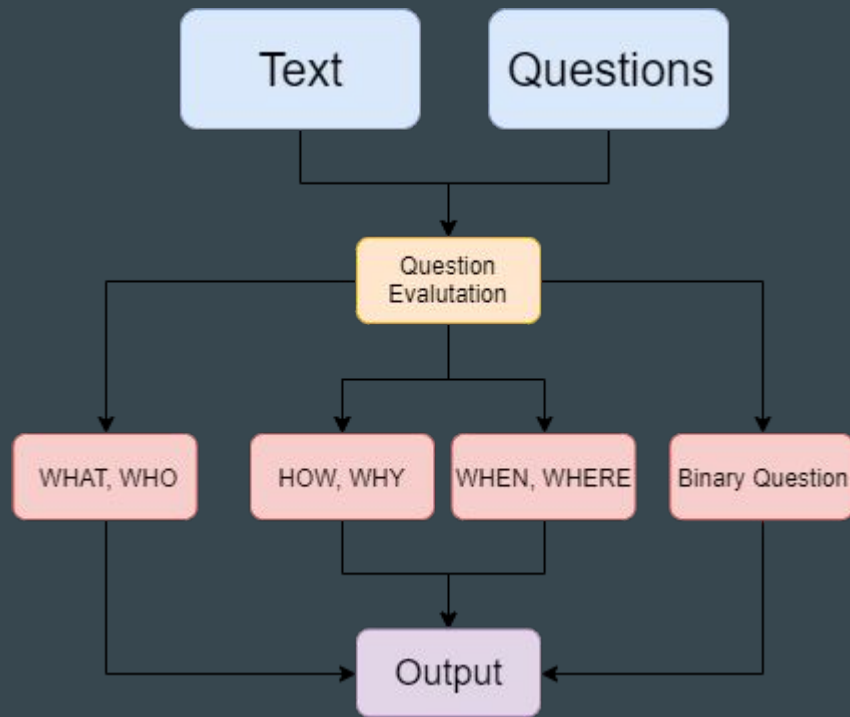 Text
Questions
Question
Evalutation
WHAT, WHO
HOW, WHY
WHEN, WHERE
Binary Question
Output